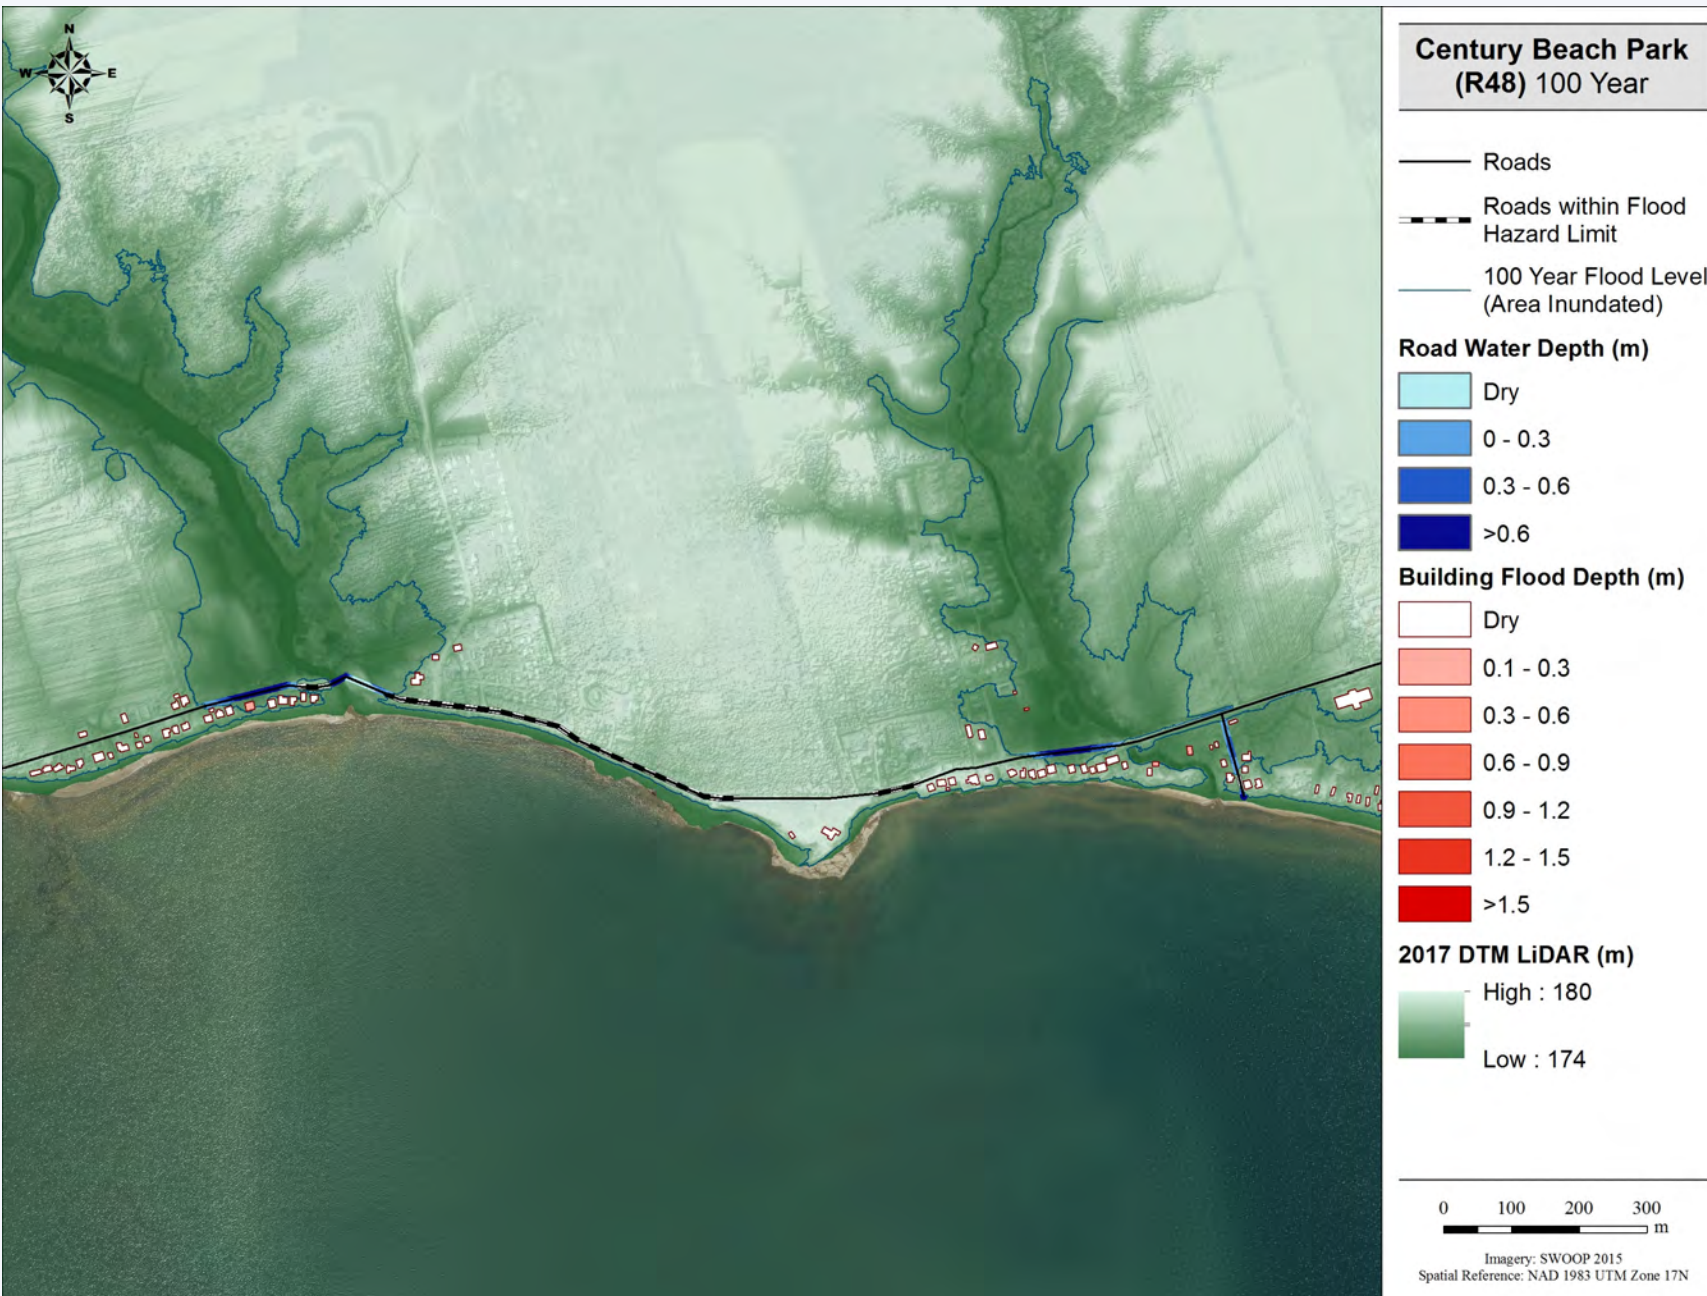 N
W E
S
Century Beach Park
(R48) 100 Year
Roads
Roads within Flood
Hazard Limit
100 Year Flood Level
(Area Inundated)
Road Water Depth (m)
Dry
0 - 0.3
0.3 - 0.6
>0.6
Building Flood Depth (m)
Dry
0.1 - 0.3
0.3 - 0.6
0.6 - 0.9
0.9 - 1.2
1.2 - 1.5
>1.5
2017 DTM LiDAR (m)
High : 180
Low : 174
0 100 200 300
m
Imagery: SWOOP 2015
Spatial Reference: NAD 1983 UTM Zone 17N